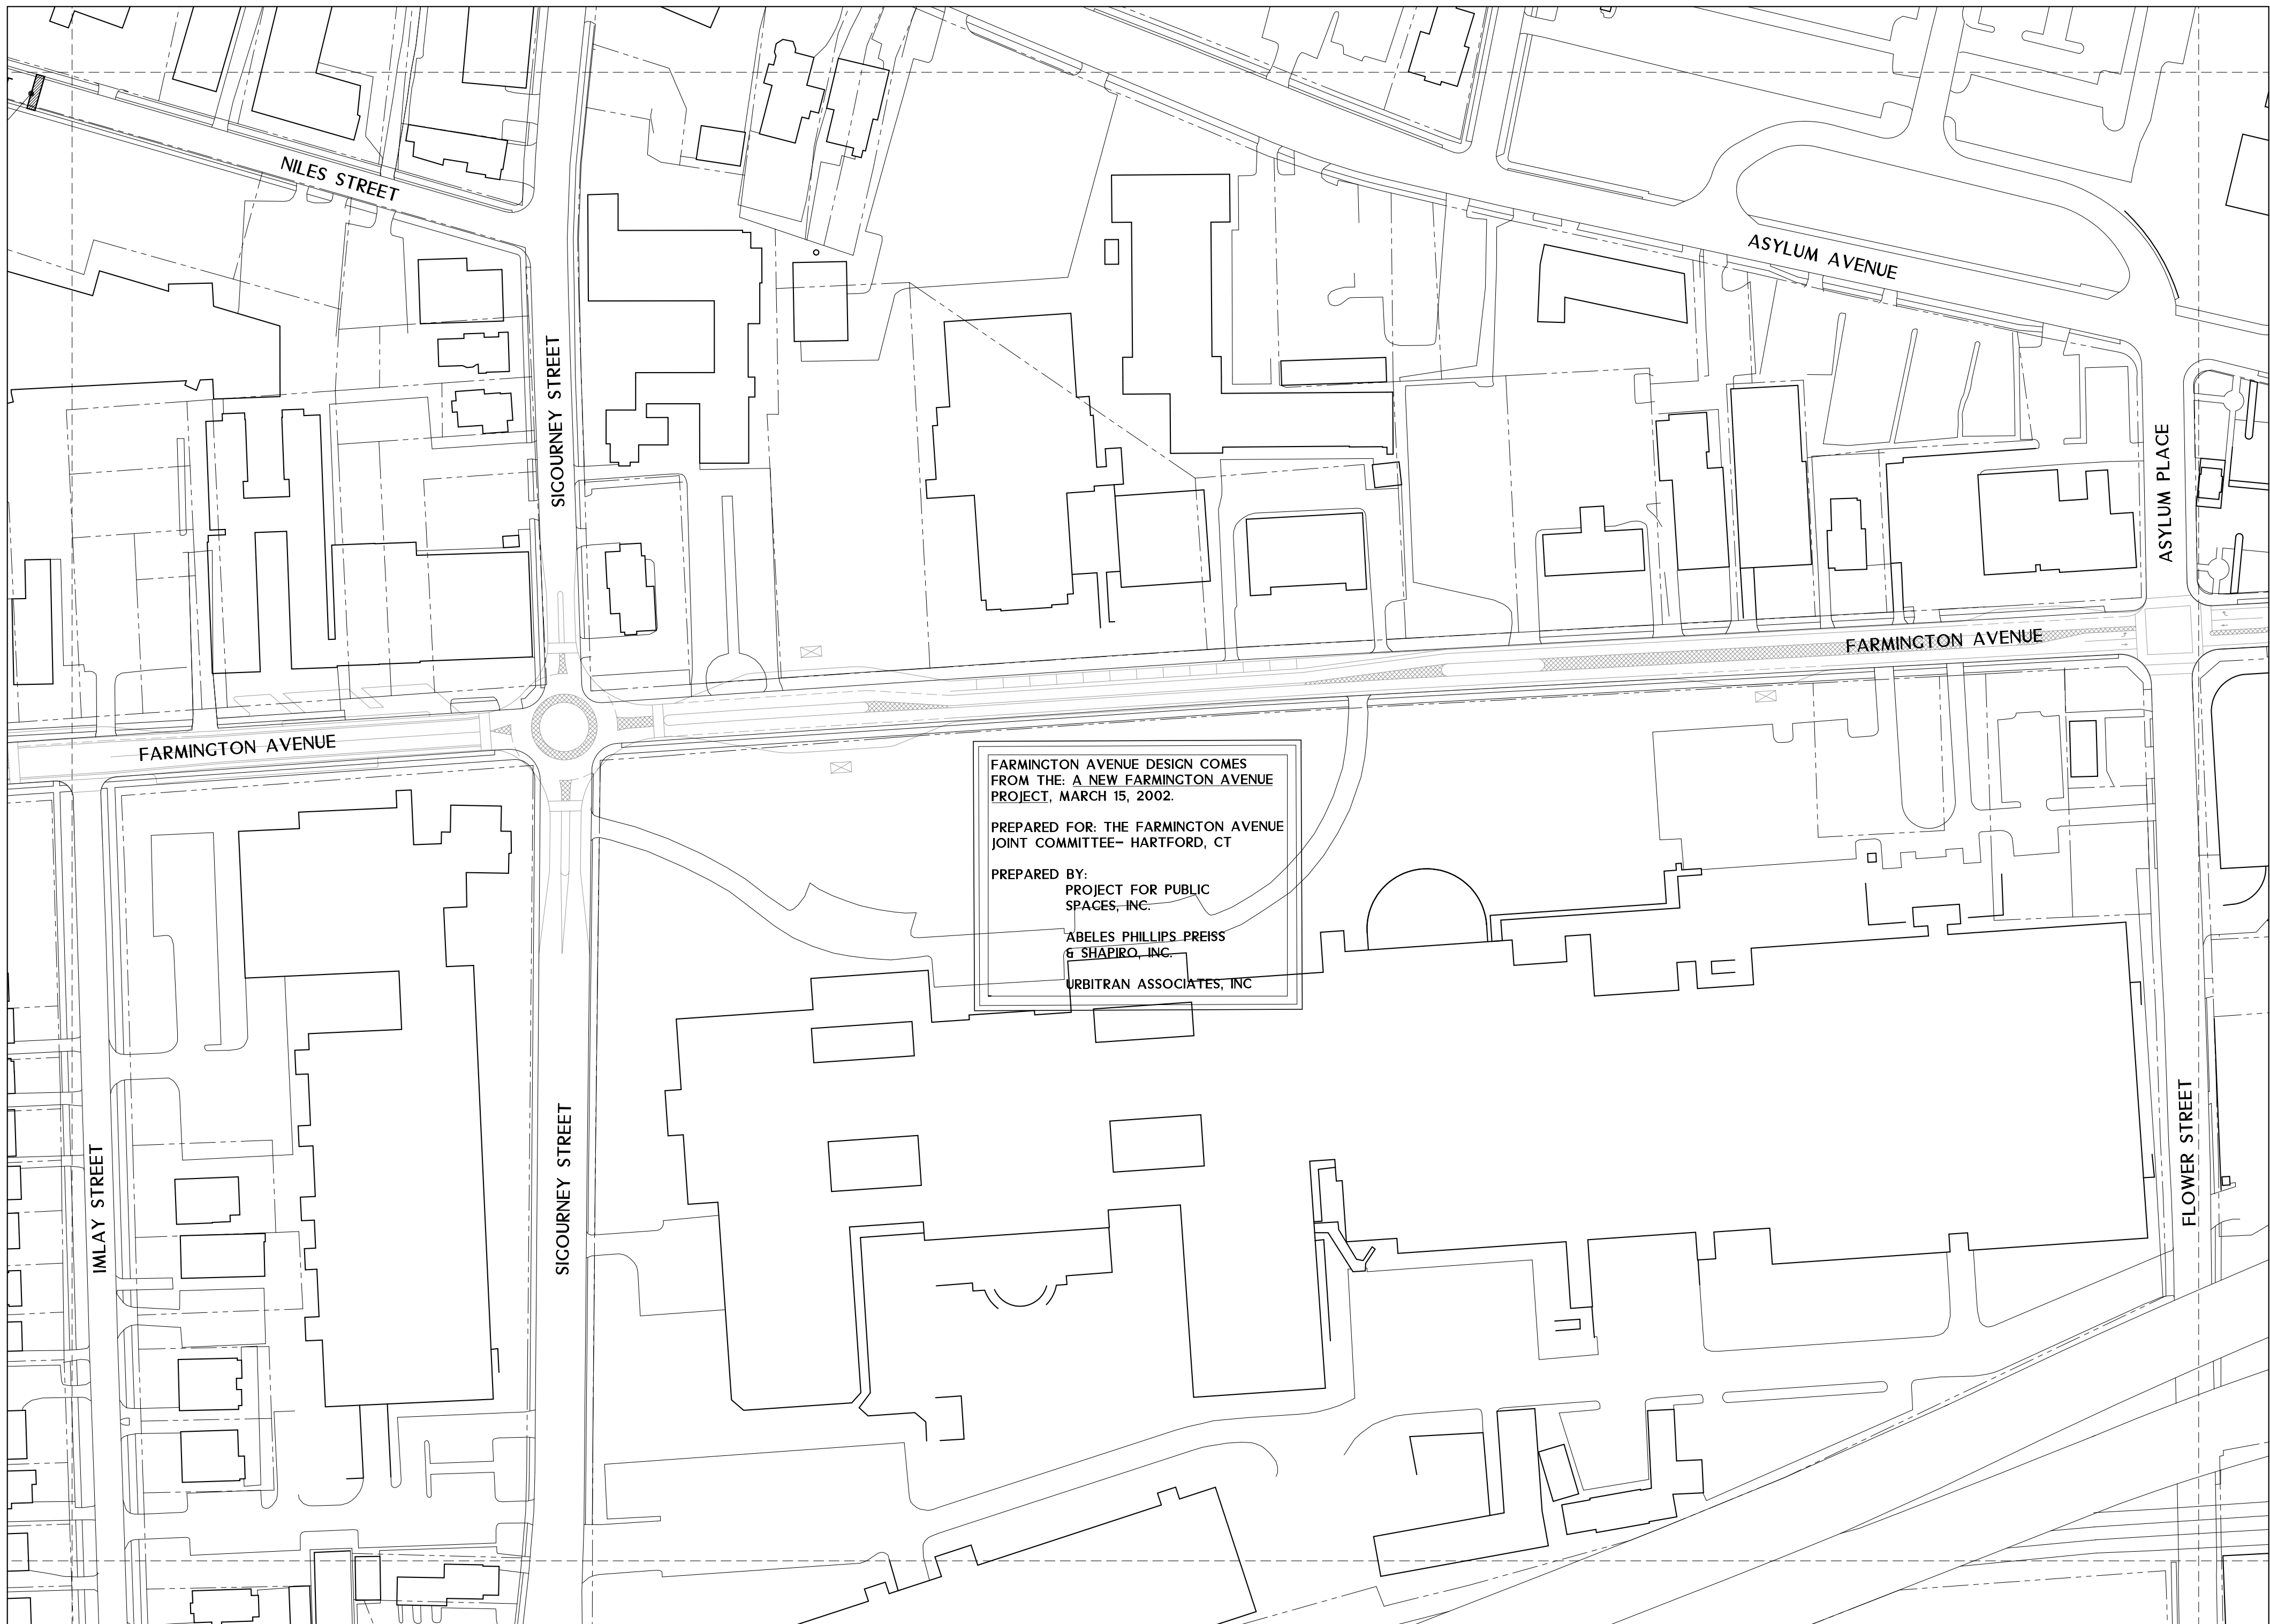 NILES STREET
ASYLUM AVENUE
SIGOURNEY STREET
ASYLUM PLACE
FARMINGTON AVENUE
FARMINGTON AVENUE
FARMINGTON AVENUE DESIGN COMES
FROM THE: A NEW FARMINGTON AVENUE
PROJECT, MARCH 15, 2002.
PREPARED FOR: THE FARMINGTON AVENUE
JOINT COMMITTEE- HARTFORD, CT
PREPARED BY:
PROJECT FOR PUBLIC
SPACES, INC.
ABELES PHILLIPS PREISS
& SHAPIRO, INC.
URBITRAN ASSOCIATES, INC
IMLAY STREET
SIGOURNEY STREET
FLOWER STREET